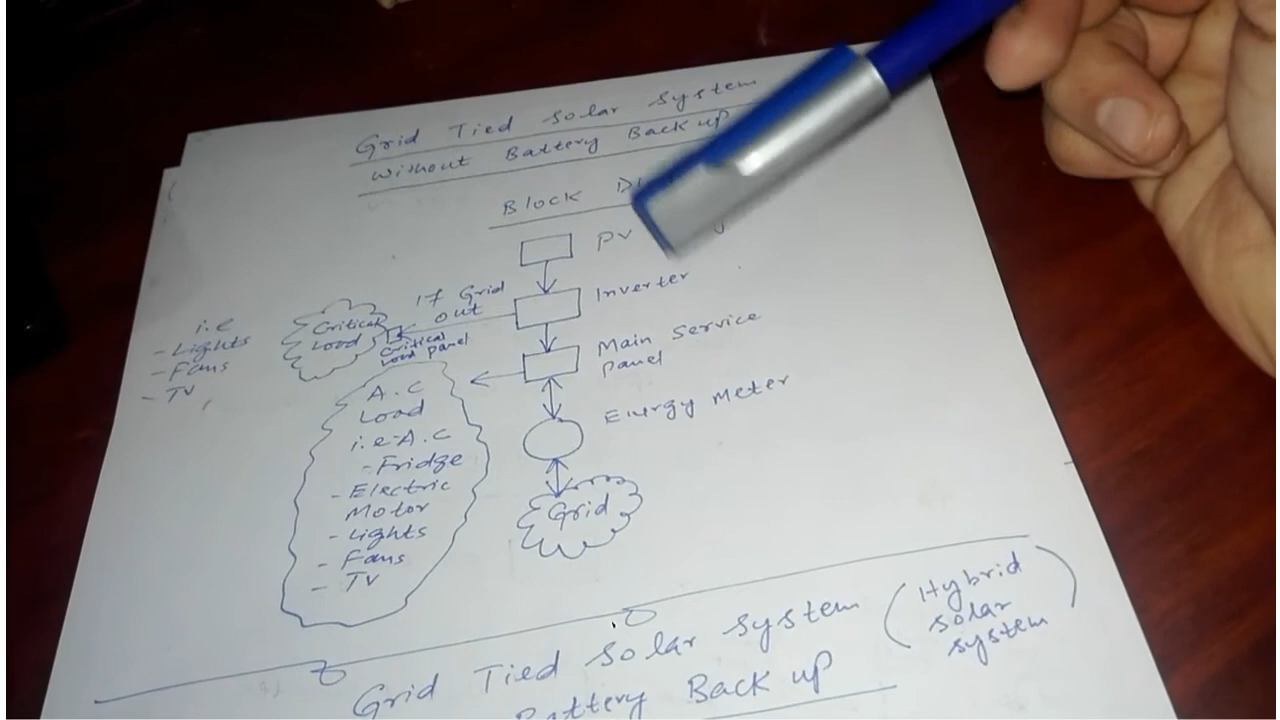 Grid Tied Solar System
Without Battery Back up
Block
PV
Inverter
If Grid
out
Critical
Load
Critical
Load Panel
i.e
- Lights
- Fans
- TV
Main Service
Panel
A.C
Load
i.e-A.C
- Fridge
- Electric
Motor
- Lights
- Fans
- TV
Energy Meter
Grid
Grid Tied Solar System
Battery Back up
( Hybrid
Solar
System )